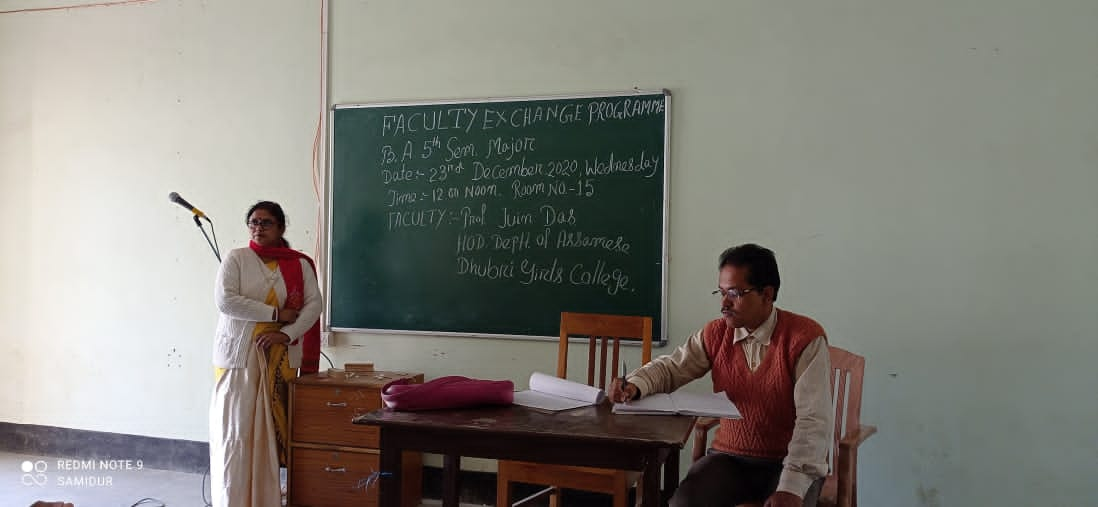 FACULTY EXCHANGE PROGRAMME
B.A 5th Sem. Major
Date:- 23rd December 2020, Wednesday
Time:- 12.00 Noon. Room No.-15
FACULTY:- Prof Juin Das
HOD. Deptt. of Assamese
Dhubri Girls College.
REDMI NOTE 9
SAMIDUR